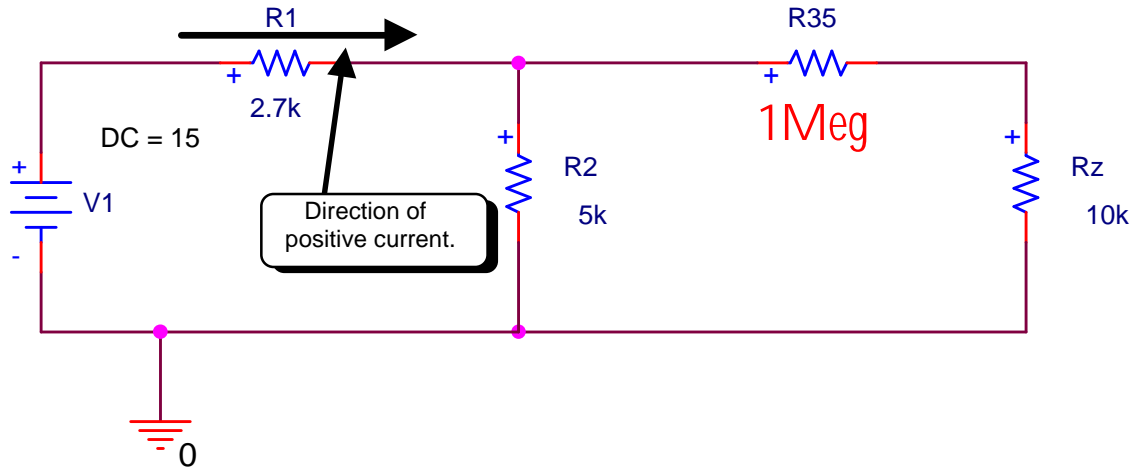 R1
R35
+
+
2.7k
1Meg
DC = 15
+
+
+
R2
Rz
V1
5k
10k
Direction of
positive current.
-
0